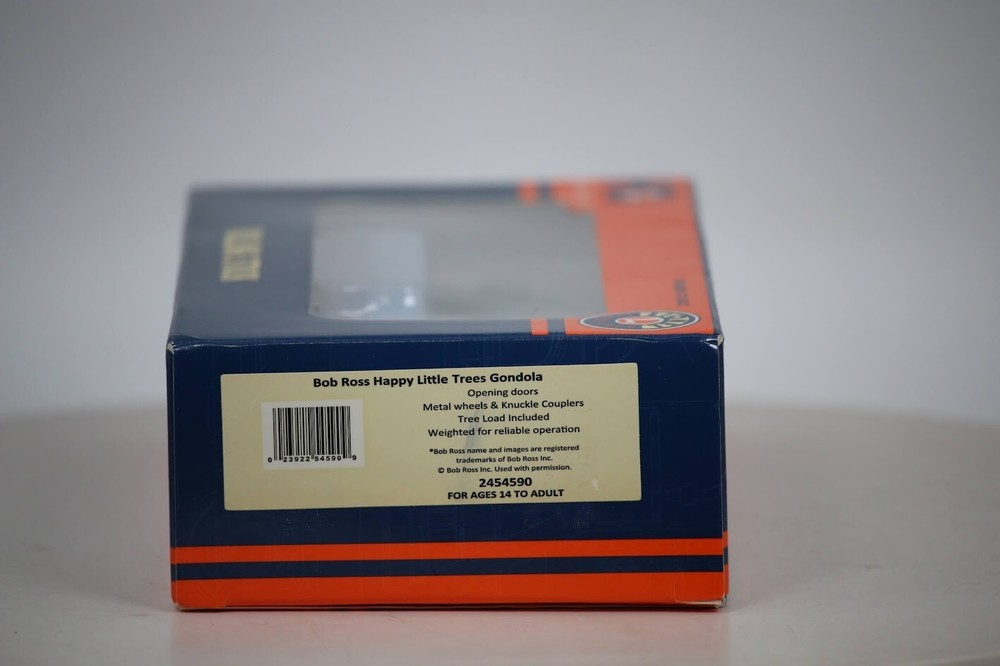 Bob Ross Happy Little Trees Gondola
Opening doors
Metal wheels & Knuckle Couplers
Tree Load Included
Weighted for reliable operation
*Bob Ross name and images are registered
trademarks of Bob Ross Inc.
© Bob Ross Inc. Used with permission.
2454590
FOR AGES 14 TO ADULT
0 23922 54590 9